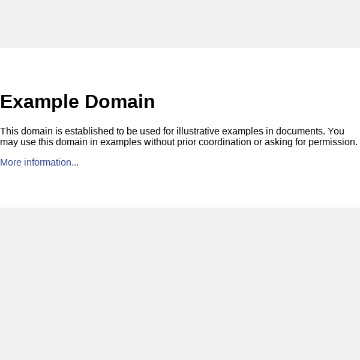 Example Domain
This domain is established to be used for illustrative examples in documents. You
may use this domain in examples without prior coordination or asking for permission.
More information...